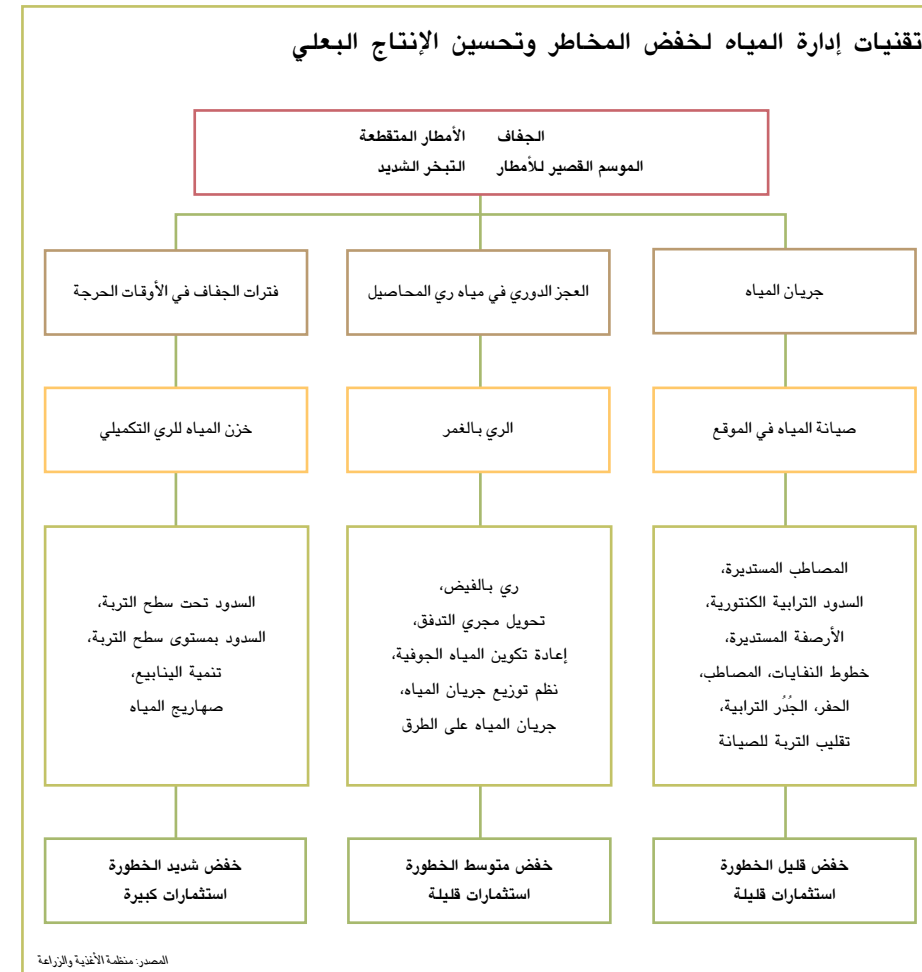 تقنيات إدارة المياه لخفض المخاطر وتحسين الإنتاج البعلي
الجفاف الأمطار المتقطعة
الموسم القصير للأمطار التبخر الشديد
جريان المياه
العجز الدوري في مياه ري المحاصيل
فترات الجفاف في الأوقات الحرجة
صيانة المياه في الموقع
الري بالغمر
خزن المياه للري التكميلي
المصاطب المستديرة،
السدود الترابية الكنتورية،
الأرصفة المستديرة،
خطوط النفايات، المصاطب،
الحفر، الجُدُر الترابية،
تقليب التربة للصيانة
ري بالفيض،
تحويل مجري التدفق،
إعادة تكوين المياه الجوفية،
نظم توزيع جريان المياه،
جريان المياه على الطرق
السدود تحت سطح التربة،
السدود بمستوى سطح التربة،
تنمية الينابيع،
صهاريج المياه
خفض قليل الخطورة
استثمارات قليلة
خفض متوسط الخطورة
استثمارات قليلة
خفض شديد الخطورة
استثمارات كبيرة
المصدر: منظمة الأغذية والزراعة